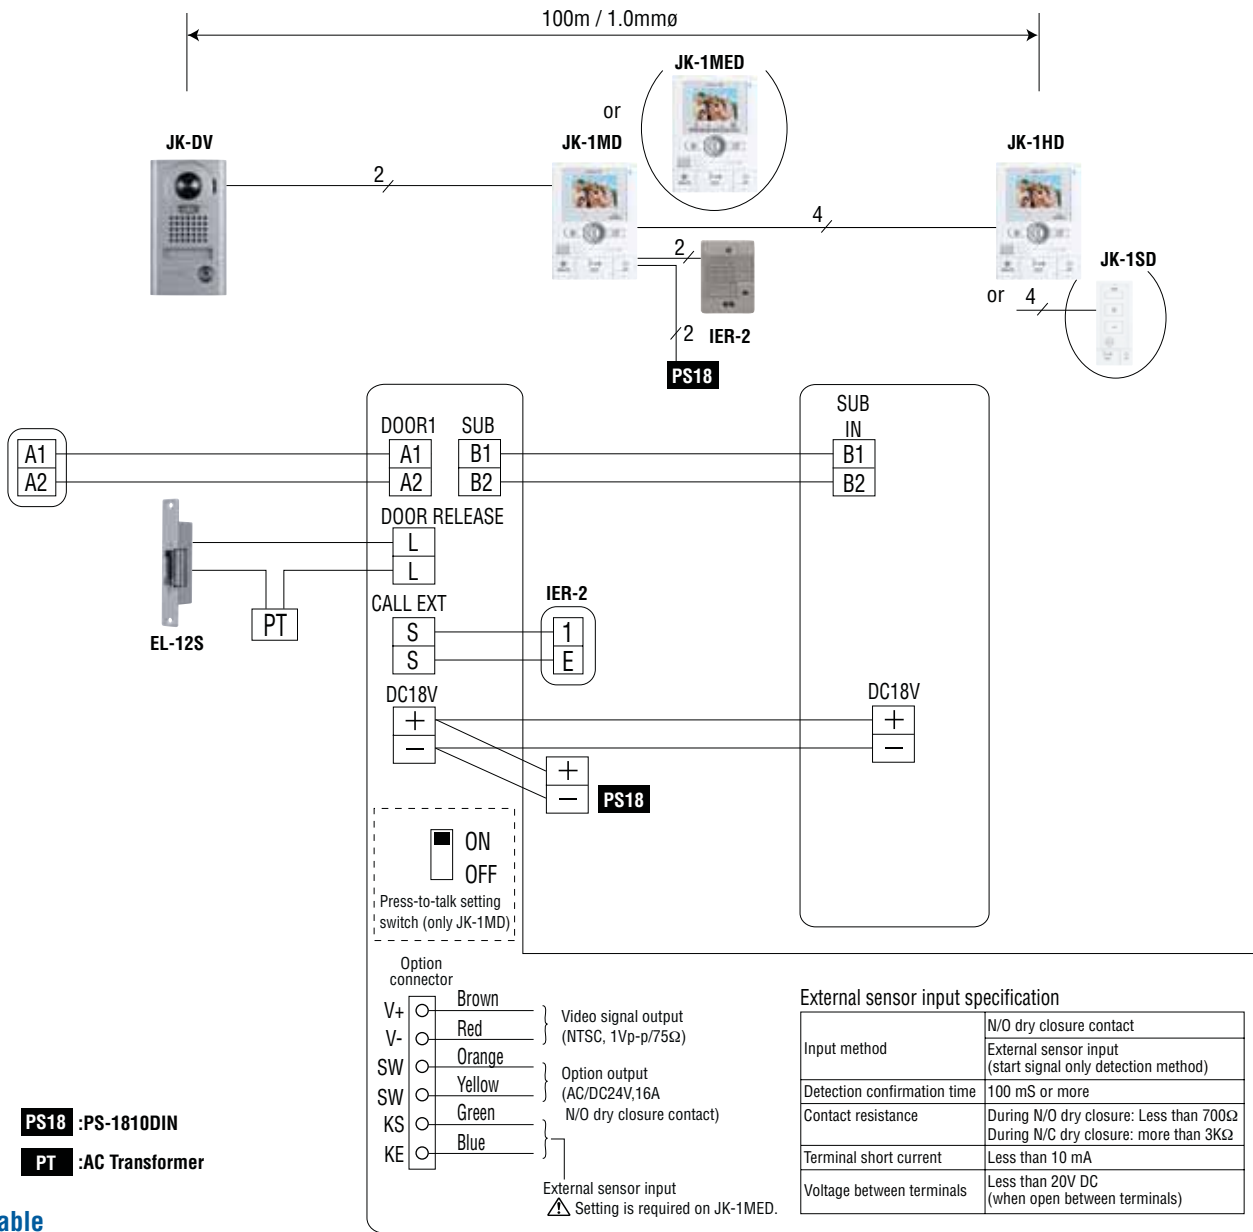 100m / 1.0mmø
JK-1MED
or
JK-DV
JK-1MD
JK-1HD
2
4
2
JK-1SD
or 4
2 IER-2
PS18
DOOR1 SUB
SUB
IN
A1
A2
A1
A2
B1
B2
B1
B2
DOOR RELEASE
L
L
EL-12S
PT
CALL EXT
S
S
IER-2
1
E
DC18V
+
−
DC18V
+
−
+
−
PS18
ON
OFF
Press-to-talk setting
switch (only JK-1MD)
Option
connector
V+ Brown
V- Red
Video signal output
(NTSC, 1Vp-p/75Ω)
SW Orange
SW Yellow
Option output
(AC/DC24V,16A
N/O dry closure contact)
KS Green
KE Blue
External sensor input
⚠ Setting is required on JK-1MED.
PS18 :PS-1810DIN
PT :AC Transformer
External sensor input specification
Input method
N/O dry closure contact
External sensor input
(start signal only detection method)
Detection confirmation time 100 mS or more
Contact resistance During N/O dry closure: Less than 700Ω
During N/C dry closure: more than 3KΩ
Terminal short current Less than 10 mA
Voltage between terminals Less than 20V DC
(when open between terminals)
able